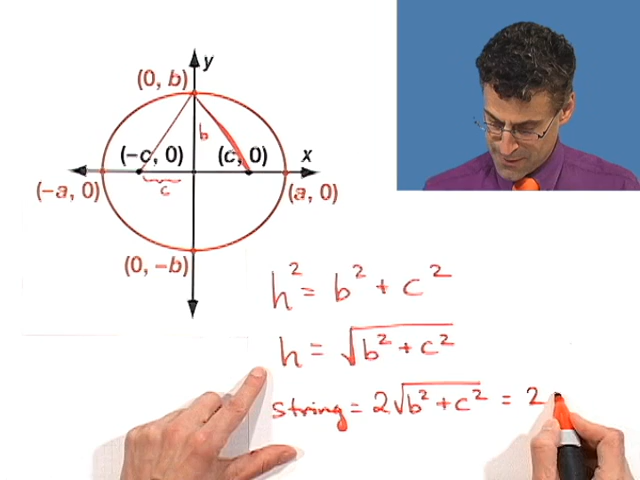 y
(0, b)
b
(-c, 0) (c, 0) x
c
(-a, 0) (a, 0)
(0, -b)
h² = b² + c²
h = √(b² + c²)
string = 2√(b² + c²) = 2